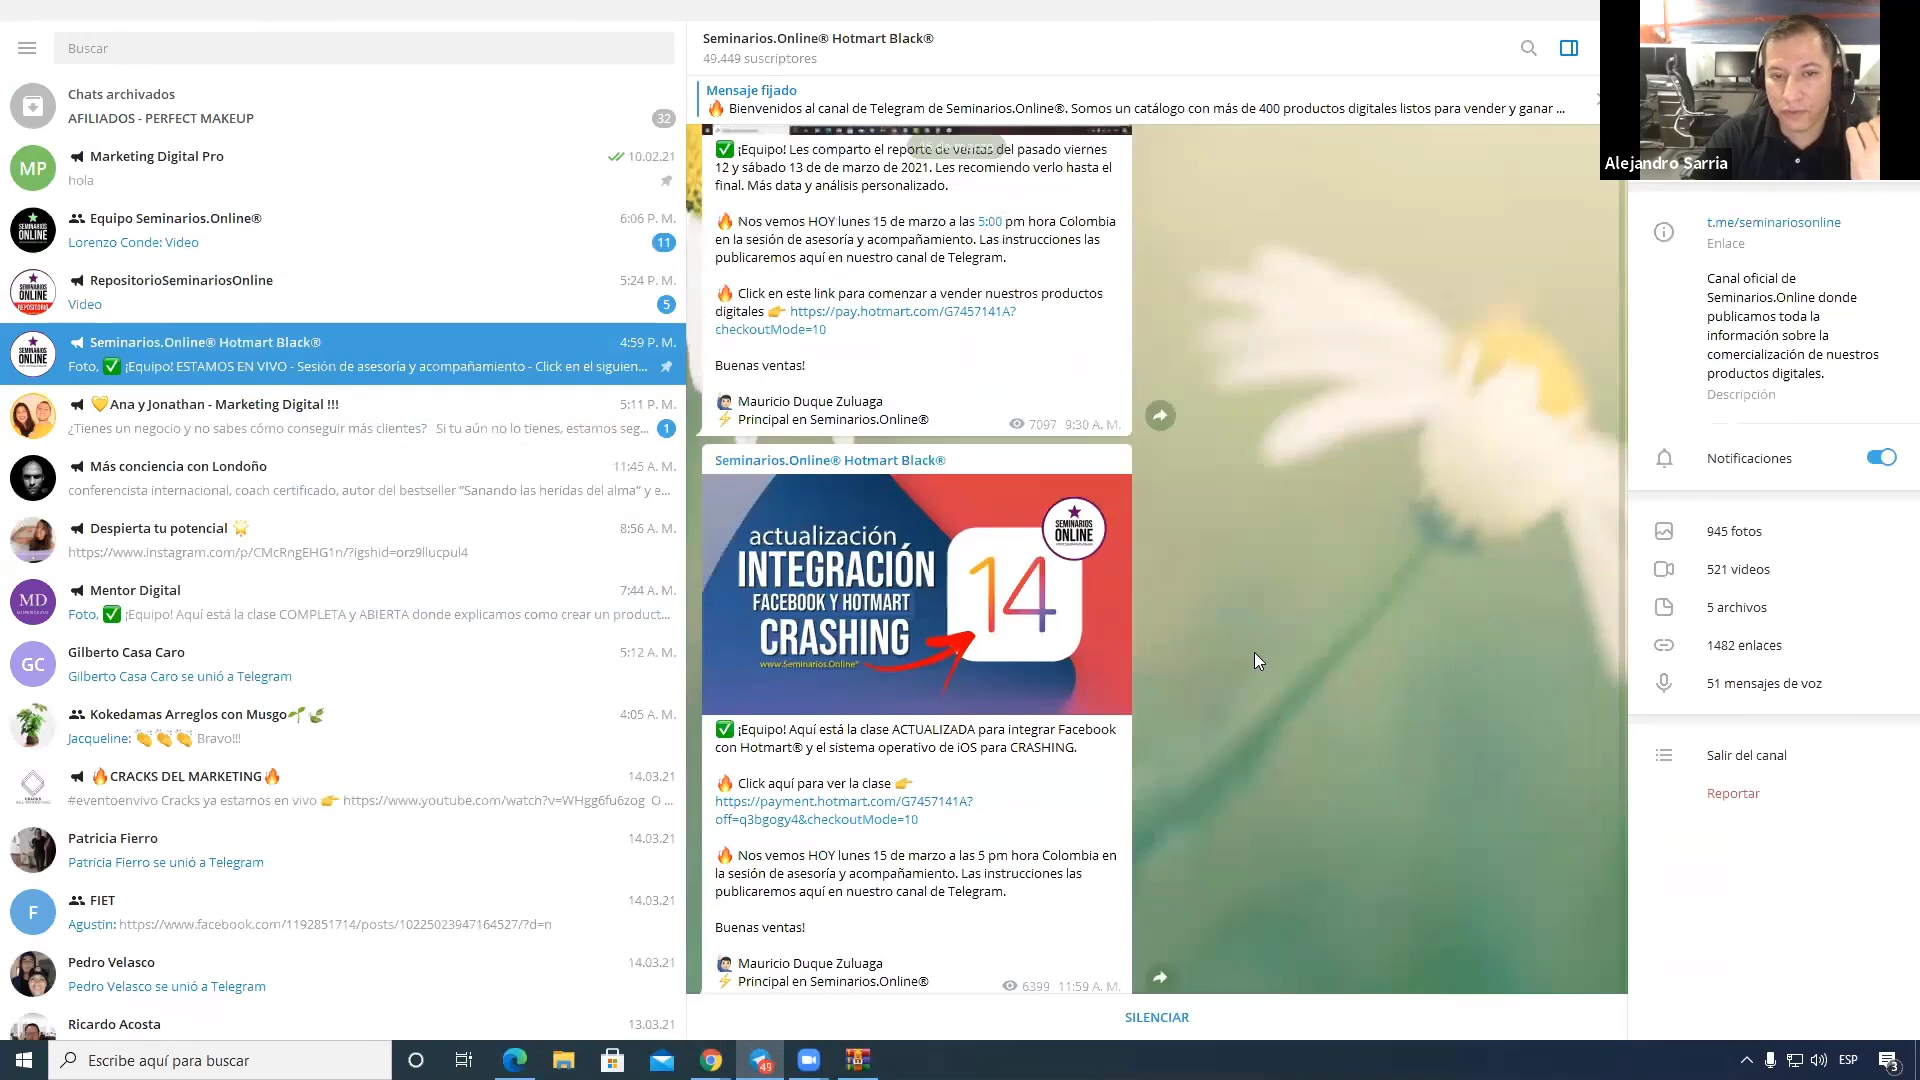 Buscar
Chats archivados
AFILIADOS - PERFECT MAKEUP
32
MP
Marketing Digital Pro
10.02.21
hola
Equipo Seminarios.Online®
6:06 P. M.
Lorenzo Conde: Video
11
RepositorioSeminariosOnline
5:24 P. M.
Video
5
Seminarios.Online® Hotmart Black®
4:59 P. M.
Foto, ✅ ¡Equipo! ESTAMOS EN VIVO - Sesión de asesoría y acompañamiento - Click en el siguien...
💛Ana y Jonathan - Marketing Digital !!!
5:11 P. M.
¿Tienes un negocio y no sabes cómo conseguir más clientes? Si tu aún no lo tienes, estamos seg...
1
Más conciencia con Londoño
11:45 A. M.
conferencista internacional, coach certificado, autor del bestseller “Sanando las heridas del alma” y e...
Despierta tu potencial 🌟
8:56 A. M.
https://www.instagram.com/p/CMcRngEHG1n/?igshid=orz9llucpul4
MD
Mentor Digital
7:44 A. M.
Foto, ✅ ¡Equipo! Aquí está la clase COMPLETA y ABIERTA donde explicamos como crear un product...
GC
Gilberto Casa Caro
5:12 A. M.
Gilberto Casa Caro se unió a Telegram
Kokedamas Arreglos con Musgo🌱🌿
4:05 A. M.
Jacqueline: 👏👏👏 Bravo!!!
🔥CRACKS DEL MARKETING🔥
14.03.21
#eventoenvivo Cracks ya estamos en vivo 👉 https://www.youtube.com/watch?v=WHgg6fu6zog O ...
Patricia Fierro
14.03.21
Patricia Fierro se unió a Telegram
F
FIET
14.03.21
Agustín: https://www.facebook.com/1192851714/posts/10225023947164527/?d=n
Pedro Velasco
14.03.21
Pedro Velasco se unió a Telegram
Ricardo Acosta
13.03.21
Seminarios.Online® Hotmart Black®
49.449 suscriptores
Mensaje fijado
🔥 Bienvenidos al canal de Telegram de Seminarios.Online®. Somos un catálogo con más de 400 productos digitales listos para vender y ganar ...
✅ ¡Equipo! Les comparto el reporte de ventas del pasado viernes
12 y sábado 13 de de marzo de 2021. Les recomiendo verlo hasta el
final. Más data y análisis personalizado.
🔥 Nos vemos HOY lunes 15 de marzo a las 5:00 pm hora Colombia
en la sesión de asesoría y acompañamiento. Las instrucciones las
publicaremos aquí en nuestro canal de Telegram.
🔥 Click en este link para comenzar a vender nuestros productos
digitales 👉 https://pay.hotmart.com/G7457141A?
checkoutMode=10
Buenas ventas!
Mauricio Duque Zuluaga
⚡ Principal en Seminarios.Online®
7097 9:30 A. M.
Seminarios.Online® Hotmart Black®
actualización
INTEGRACIÓN
FACEBOOK Y HOTMART
CRASHING
www.Seminarios.Online®
14
SEMINARIOS
ONLINE
✅ ¡Equipo! Aquí está la clase ACTUALIZADA para integrar Facebook
con Hotmart® y el sistema operativo de iOS para CRASHING.
🔥 Click aquí para ver la clase 👉
https://payment.hotmart.com/G7457141A?
off=q3bgogy4&checkoutMode=10
🔥 Nos vemos HOY lunes 15 de marzo a las 5 pm hora Colombia en
la sesión de asesoría y acompañamiento. Las instrucciones las
publicaremos aquí en nuestro canal de Telegram.
Buenas ventas!
Mauricio Duque Zuluaga
⚡ Principal en Seminarios.Online®
6399 11:59 A. M.
SILENCIAR
Alejandro Sarria
t.me/seminariosonline
Enlace
Canal oficial de
Seminarios.Online donde
publicamos toda la
información sobre la
comercialización de nuestros
productos digitales.
Descripción
Notificaciones
945 fotos
521 videos
5 archivos
1482 enlaces
51 mensajes de voz
Salir del canal
Reportar
Escribe aquí para buscar
49
ESP
3